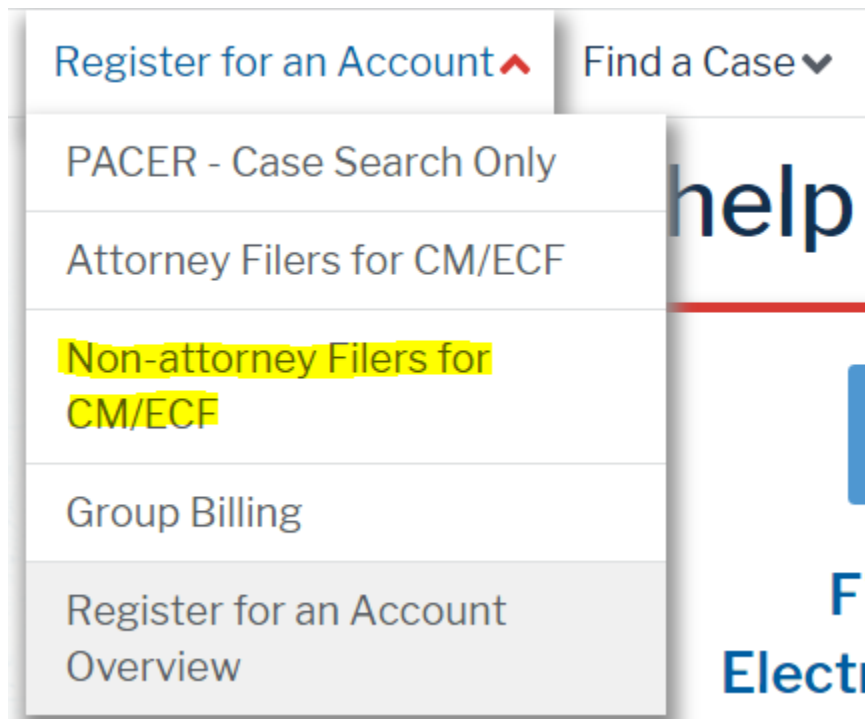 Register for an Account
Find a Case
PACER - Case Search Only
help
Attorney Filers for CM/ECF
Non-attorney Filers for
CM/ECF
Group Billing
Register for an Account
Overview